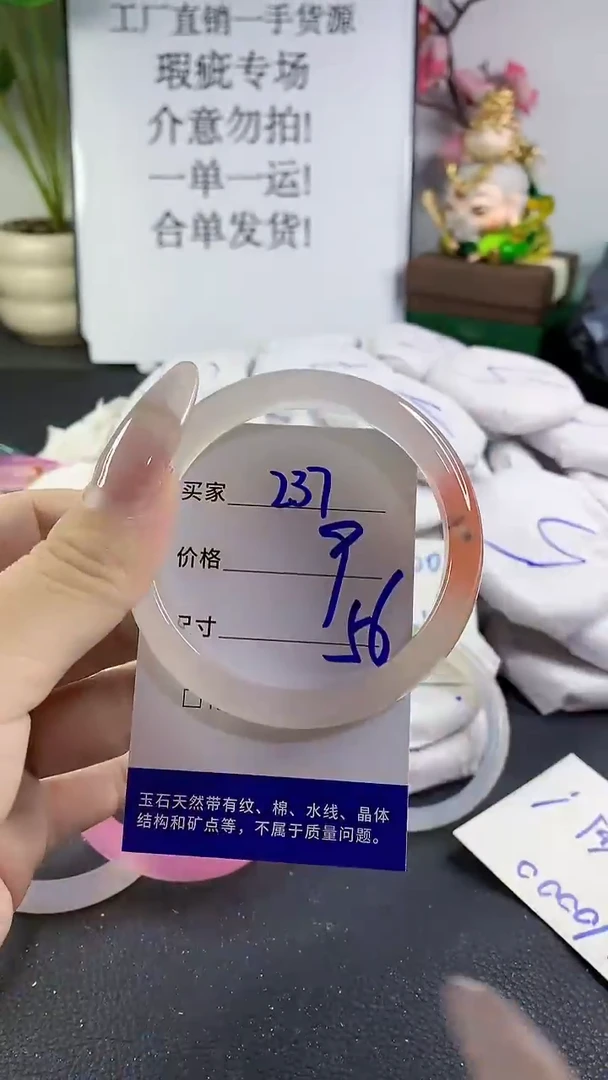 工厂直销一手货源
瑕疵专场
介意勿拍!
一单一运!
合单发货!
买家 237
价格
尺寸 56
玉石天然带有纹、棉、水线、晶体
结构和矿点等，不属于质量问题。